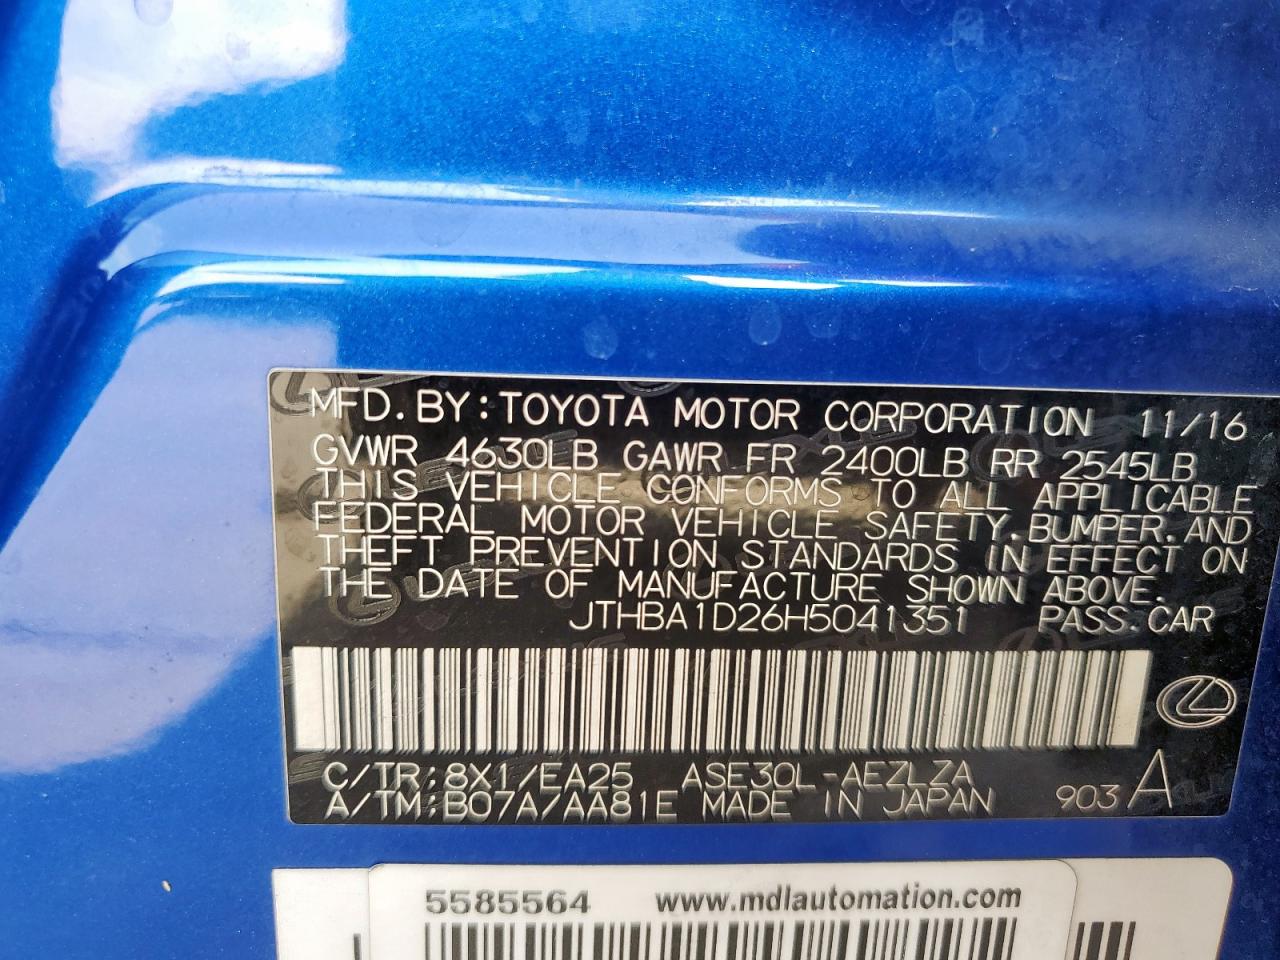 MFD. BY: TOYOTA MOTOR CORPORATION 11/16
GVWR 4630LB GAWR FR 2400LB RR 2545LB
THIS VEHICLE CONFORMS TO ALL APPLICABLE
FEDERAL MOTOR VEHICLE SAFETY. BUMPER. AND
THEFT PREVENTION STANDARDS IN EFFECT ON
THE DATE OF MANUFACTURE SHOWN ABOVE.
JTHBA1D26H5041351 PASS. CAR
C/TR: 8X1/EA25 ASE30L-AEZLZA
A/TM: B07A/AA81E MADE IN JAPAN 903 A
5585564 www.mdlautomation.com